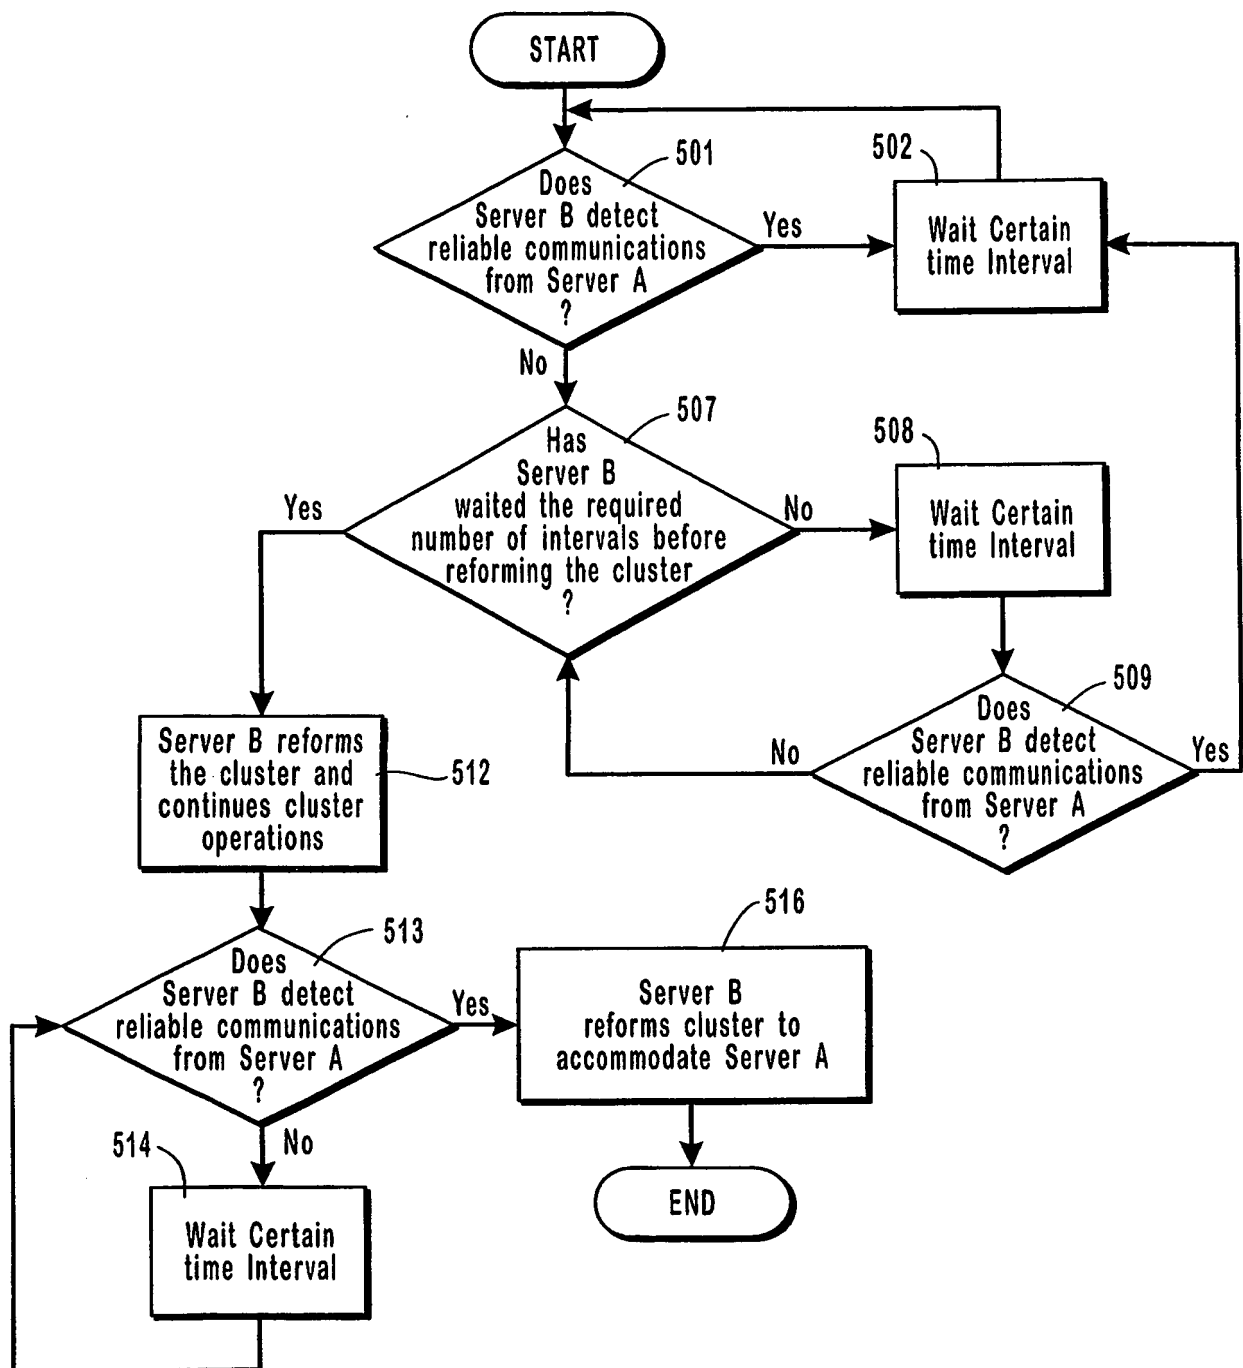 START
501
Does
Server B detect
reliable communications
from Server A
?
Yes
502
Wait Certain
time Interval
No
507
Has
Server B
waited the required
number of intervals before
reforming the cluster
?
Yes
No
508
Wait Certain
time Interval
509
Does
Server B detect
reliable communications
from Server A
?
No
Yes
Server B reforms
the cluster and
continues cluster
operations
512
513
Does
Server B detect
reliable communications
from Server A
?
Yes
516
Server B
reforms cluster to
accommodate Server A
No
514
Wait Certain
time Interval
END